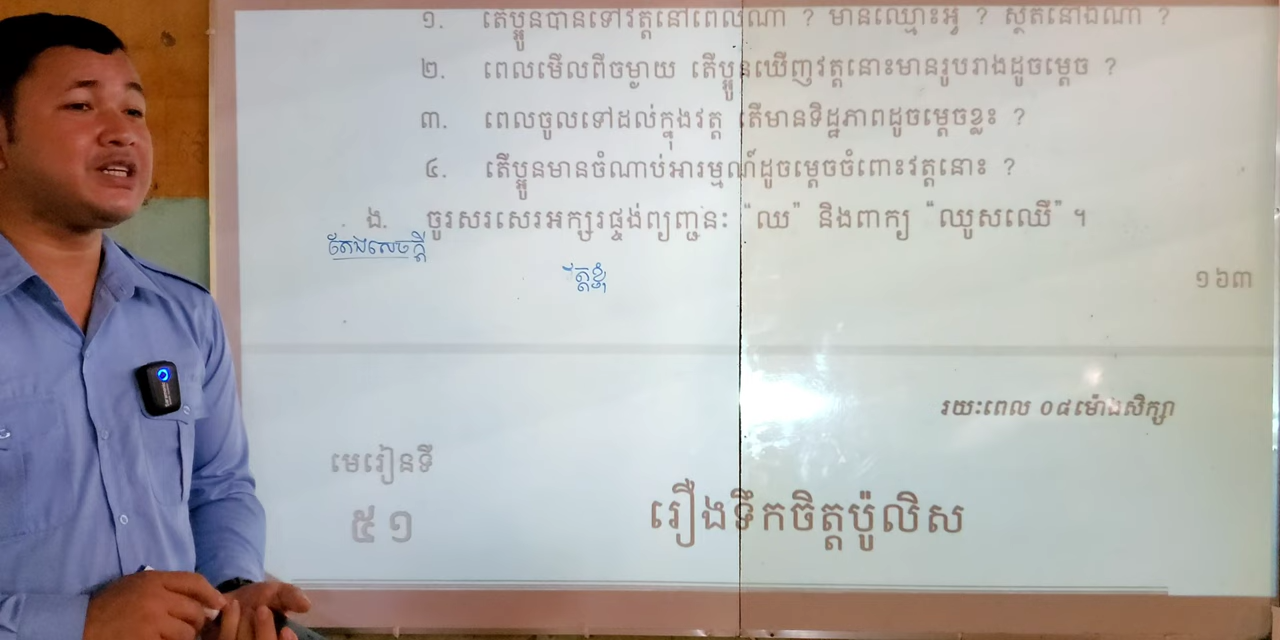 ១. តើប្អូនបានទៅវត្តនៅពេលណា ? មានឈ្មោះអ្វី ? ស្ថិតនៅឯណា ?
២. ពេលមើលពីចម្ងាយ តើប្អូនឃើញវត្តនោះមានរូបរាងដូចម្ដេច ?
៣. ពេលចូលទៅដល់ក្នុងវត្ត តើមានទិដ្ឋភាពដូចម្ដេចខ្លះ ?
៤. តើប្អូនមានចំណាប់អារម្មណ៍ដូចម្ដេចចំពោះវត្តនោះ ?
ង. ចូរសរសេរអក្សរផ្ចង់ព្យញ្ជនៈ "ឈ" និងពាក្យ "ឈូសឈើ" ។
តែងសេចក្ដី
១៦៣
រយៈពេល ០៨ម៉ោងសិក្សា
មេរៀនទី
៥១
រឿងទឹកចិត្តប៉ូលិស